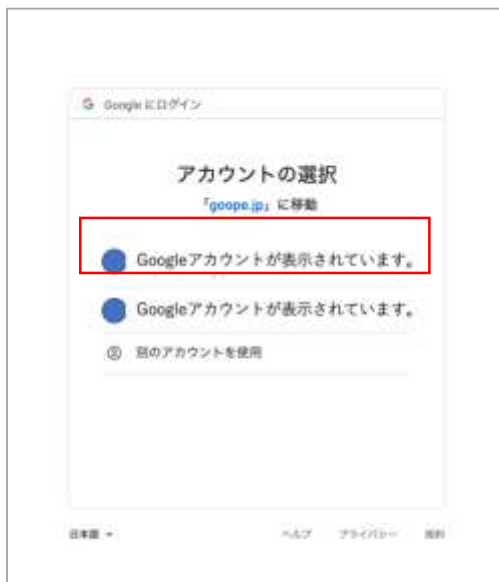 Google にログイン
アカウントの選択
「goope.jp」に移動
Googleアカウントが表示されています。
Googleアカウントが表示されています。
別のアカウントを使用
日本語
ヘルプ プライバシー 規約